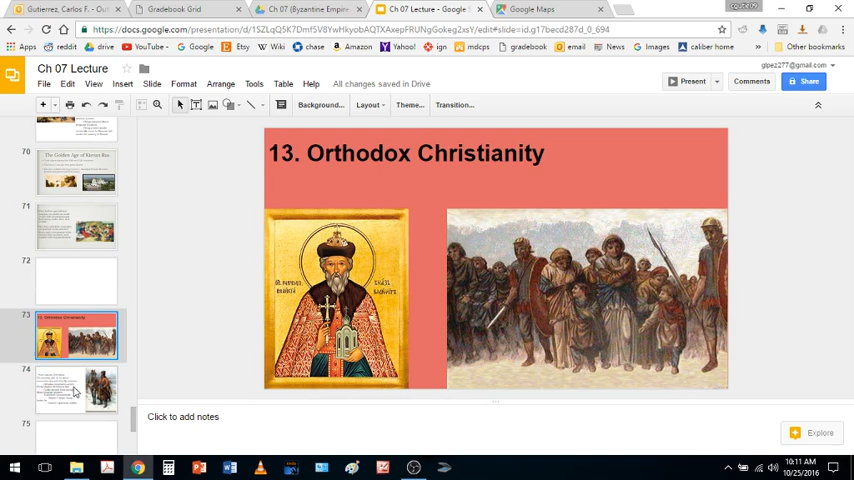 Gutierrez, Carlos F. - Out
Gradebook Grid
Ch 07 (Byzantine Empire
Ch 07 Lecture - Google S
Google Maps
cgutier57
https://docs.google.com/presentation/d/1SZLqQ5K7Dmf5V8YwHkyobAQTXAxepFRUNgGokeg2xsY/edit#slide=id.g17becd287d_0_694
Apps
reddit
drive
YouTube
Google
Etsy
Wi
chase
Amazon
Yahoo!
ign
mdcps
gradebook
email
News
Images
caliber home
Other bookmarks
Ch 07 Lecture
glpez277@gmail.com
File Edit View Insert Slide Format Arrange Tools Table Help All changes saved in Drive
Present
Comments
Share
Background...
Layout
Theme...
Transition...
70
The Golden Age of Kievan Rus
71
72
73
13. Orthodox Christianity
74
75
13. Orthodox Christianity
Click to add notes
Explore
10:11 AM
10/25/2016